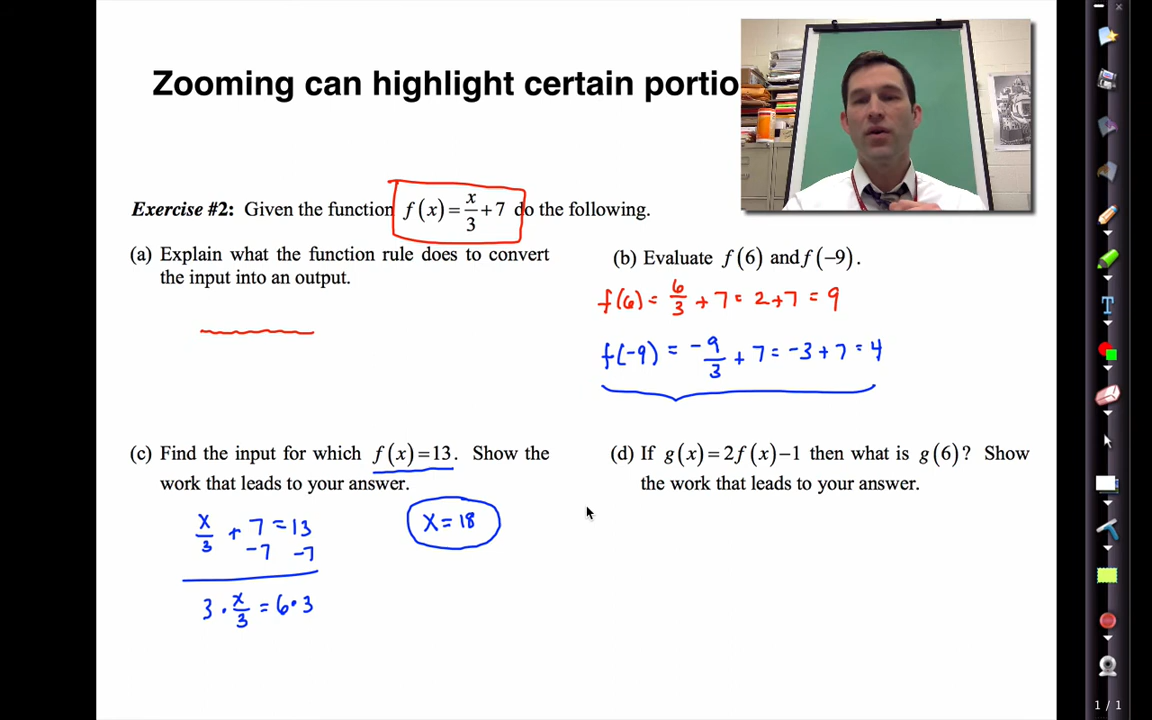 Zooming can highlight certain portio
Exercise #2: Given the function f(x) = x/3 + 7 do the following.
(a) Explain what the function rule does to convert
the input into an output.
(b) Evaluate f(6) and f(−9).
f(6) = 6/3 + 7 = 2+7 = 9
f(-9) = -9/3 + 7 = -3+7 = 4
(c) Find the input for which f(x)=13. Show the
work that leads to your answer.
x/3 + 7 = 13
-7 -7
3 · x/3 = 6 · 3
x = 18
(d) If g(x) = 2f(x) − 1 then what is g(6)? Show
the work that leads to your answer.
T
1 / 1